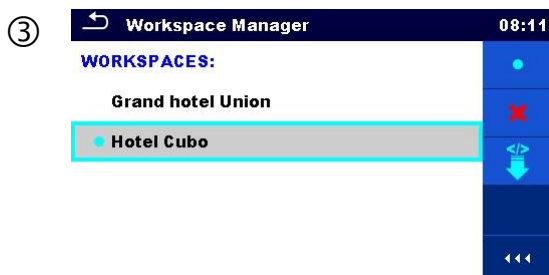 ③
Workspace Manager 08:11
WORKSPACES:
Grand hotel Union
Hotel Cubo
</>